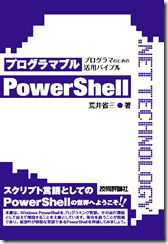 プログラマブル
PowerShell
プログラマのための
活用バイブル
.NET TECHNOLOGY
荒井省三 ● 著
スクリプト言語としての
PowerShellの世界へようこそ!!
技術評論社